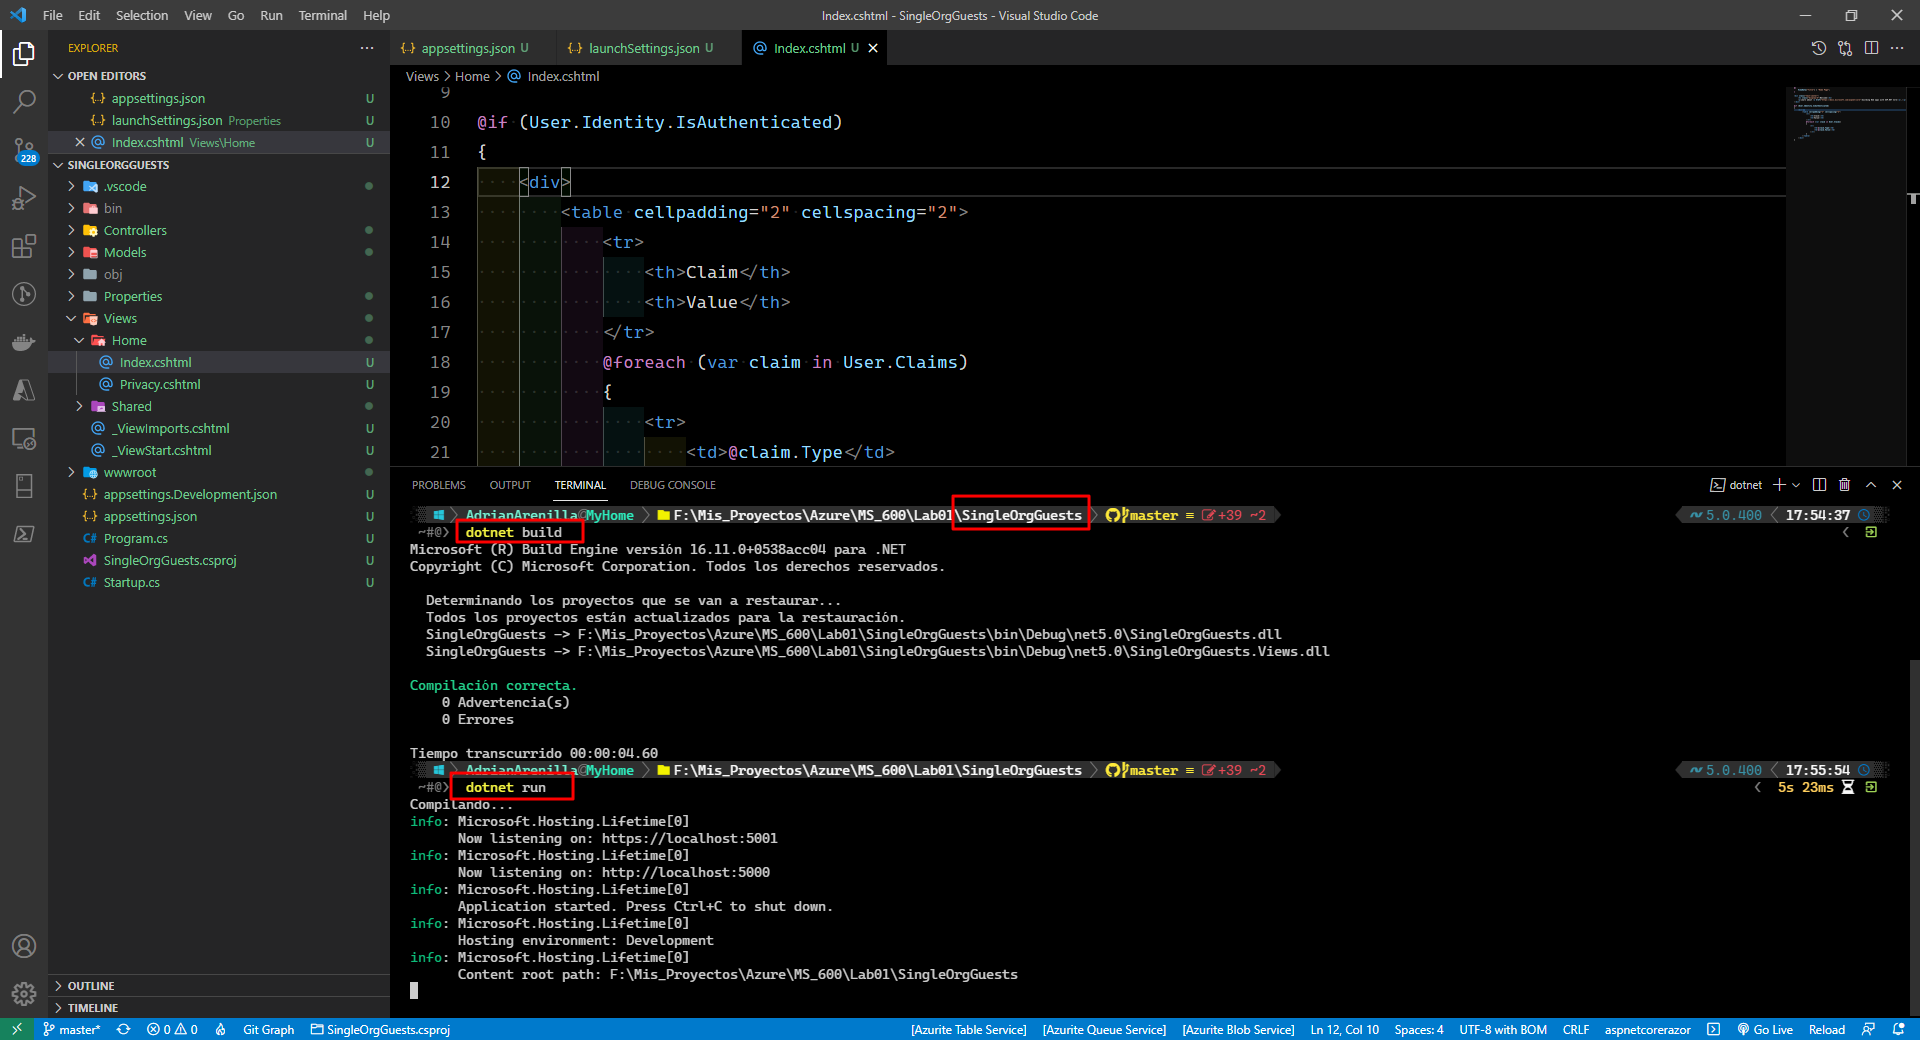 File Edit Selection View Go Run Terminal Help
Index.cshtml - SingleOrgGuests - Visual Studio Code
EXPLORER
OPEN EDITORS
appsettings.json U
launchSettings.json Properties U
Index.cshtml Views\Home U
SINGLEORGGUESTS
.vscode
bin
Controllers
Models
obj
Properties
Views
Home
Index.cshtml U
Privacy.cshtml U
Shared
_ViewImports.cshtml U
_ViewStart.cshtml U
wwwroot
appsettings.Development.json U
appsettings.json U
Program.cs U
SingleOrgGuests.csproj U
Startup.cs U
OUTLINE
TIMELINE
228
appsettings.json U launchSettings.json U Index.cshtml U
Views > Home > Index.cshtml
9
10 @if (User.Identity.IsAuthenticated)
11 {
12 <div>
13 <table cellpadding="2" cellspacing="2">
14 <tr>
15 <th>Claim</th>
16 <th>Value</th>
17 </tr>
18 @foreach (var claim in User.Claims)
19 {
20 <tr>
21 <td>@claim.Type</td>
PROBLEMS OUTPUT TERMINAL DEBUG CONSOLE
dotnet
AdrianArenilla@MyHome F:\Mis_Proyectos\Azure\MS_600\Lab01\SingleOrgGuests master ≡ +39 ~2 5.0.400 17:54:37
~#@> dotnet build
Microsoft (R) Build Engine versión 16.11.0+0538acc04 para .NET
Copyright (C) Microsoft Corporation. Todos los derechos reservados.
Determinando los proyectos que se van a restaurar...
Todos los proyectos están actualizados para la restauración.
SingleOrgGuests -> F:\Mis_Proyectos\Azure\MS_600\Lab01\SingleOrgGuests\bin\Debug\net5.0\SingleOrgGuests.dll
SingleOrgGuests -> F:\Mis_Proyectos\Azure\MS_600\Lab01\SingleOrgGuests\bin\Debug\net5.0\SingleOrgGuests.Views.dll
Compilación correcta.
0 Advertencia(s)
0 Errores
Tiempo transcurrido 00:00:04.60
AdrianArenilla@MyHome F:\Mis_Proyectos\Azure\MS_600\Lab01\SingleOrgGuests master ≡ +39 ~2 5.0.400 17:55:54
~#@> dotnet run 5s 23ms
Compilando...
info: Microsoft.Hosting.Lifetime[0]
Now listening on: https://localhost:5001
info: Microsoft.Hosting.Lifetime[0]
Now listening on: http://localhost:5000
info: Microsoft.Hosting.Lifetime[0]
Application started. Press Ctrl+C to shut down.
info: Microsoft.Hosting.Lifetime[0]
Hosting environment: Development
info: Microsoft.Hosting.Lifetime[0]
Content root path: F:\Mis_Proyectos\Azure\MS_600\Lab01\SingleOrgGuests
master* 0 0 Git Graph SingleOrgGuests.csproj [Azurite Table Service] [Azurite Queue Service] [Azurite Blob Service] Ln 12, Col 10 Spaces: 4 UTF-8 with BOM CRLF aspnetcorerazor Go Live Reload